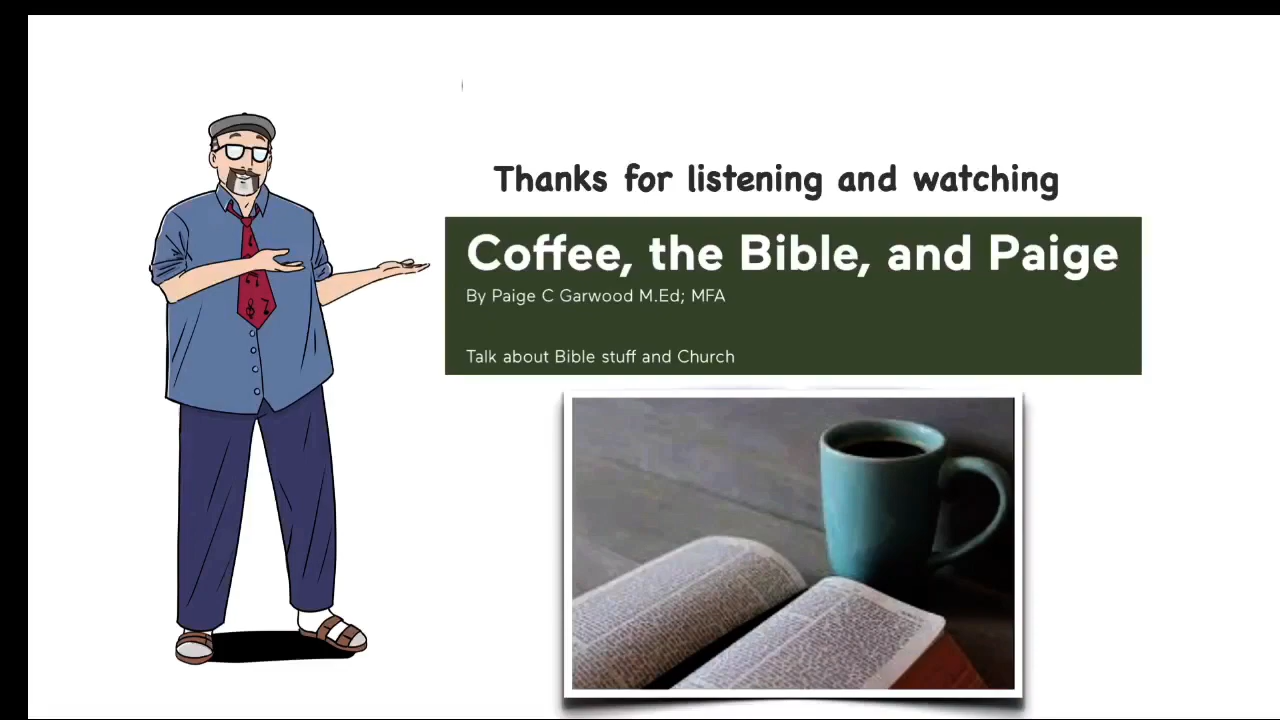 Thanks for listening and watching
Coffee, the Bible, and Paige
By Paige C Garwood M.Ed; MFA
Talk about Bible stuff and Church